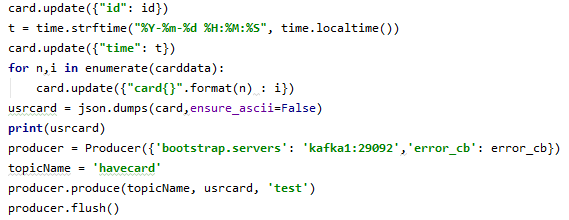 card.update({"id": id})
t = time.strftime("%Y-%m-%d %H:%M:%S", time.localtime())
card.update({"time": t})
for n,i in enumerate(carddata):
    card.update({"card{}".format(n) : i})
usrcard = json.dumps(card,ensure_ascii=False)
print(usrcard)
producer = Producer({'bootstrap.servers': 'kafka1:29092','error_cb': error_cb})
topicName = 'havecard'
producer.produce(topicName, usrcard, 'test')
producer.flush()